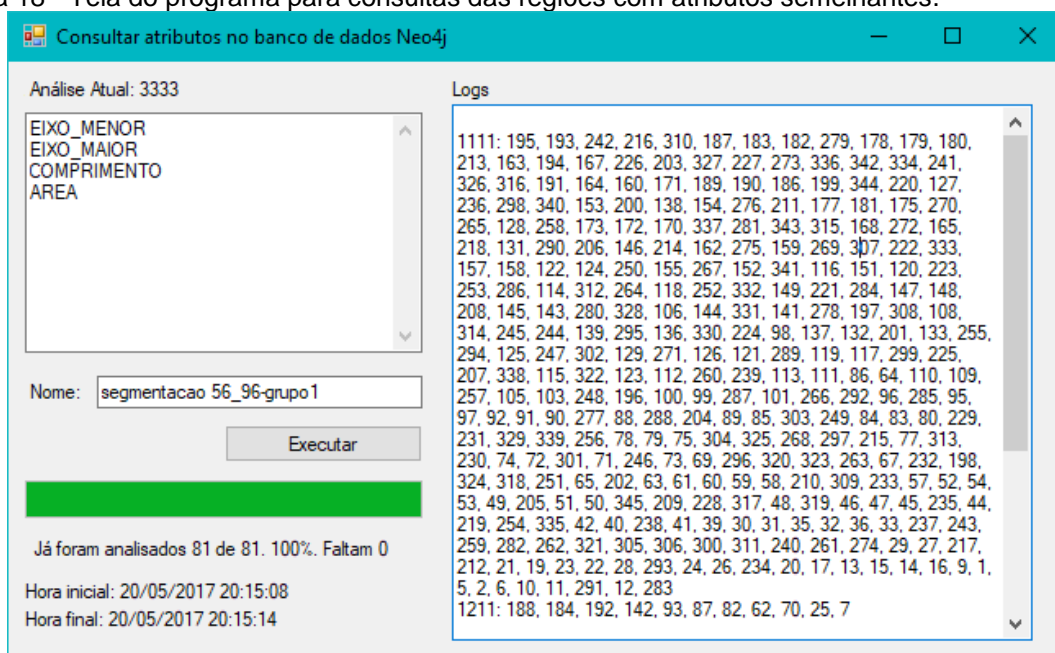 Tela do programa para consultas das regiões com atributos semelhantes.
Consultar atributos no banco de dados Neo4j
Análise Atual: 3333
EIXO_MENOR
EIXO_MAIOR
COMPRIMENTO
AREA
Nome: segmentacao 56_96-grupo1
Executar
Já foram analisados 81 de 81. 100%. Faltam 0
Hora inicial: 20/05/2017 20:15:08
Hora final: 20/05/2017 20:15:14
Logs
1111: 195, 193, 242, 216, 310, 187, 183, 182, 279, 178, 179, 180,
213, 163, 194, 167, 226, 203, 327, 227, 273, 336, 342, 334, 241,
326, 316, 191, 164, 160, 171, 189, 190, 186, 199, 344, 220, 127,
236, 298, 340, 153, 200, 138, 154, 276, 211, 177, 181, 175, 270,
265, 128, 258, 173, 172, 170, 337, 281, 343, 315, 168, 272, 165,
218, 131, 290, 206, 146, 214, 162, 275, 159, 269, 307, 222, 333,
157, 158, 122, 124, 250, 155, 267, 152, 341, 116, 151, 120, 223,
253, 286, 114, 312, 264, 118, 252, 332, 149, 221, 284, 147, 148,
208, 145, 143, 280, 328, 106, 144, 331, 141, 278, 197, 308, 108,
314, 245, 244, 139, 295, 136, 330, 224, 98, 137, 132, 201, 133, 255,
294, 125, 247, 302, 129, 271, 126, 121, 289, 119, 117, 299, 225,
207, 338, 115, 322, 123, 112, 260, 239, 113, 111, 86, 64, 110, 109,
257, 105, 103, 248, 196, 100, 99, 287, 101, 266, 292, 96, 285, 95,
97, 92, 91, 90, 277, 88, 288, 204, 89, 85, 303, 249, 84, 83, 80, 229,
231, 329, 339, 256, 78, 79, 75, 304, 325, 268, 297, 215, 77, 313,
230, 74, 72, 301, 71, 246, 73, 69, 296, 320, 323, 263, 67, 232, 198,
324, 318, 251, 65, 202, 63, 61, 60, 59, 58, 210, 309, 233, 57, 52, 54,
53, 49, 205, 51, 50, 345, 209, 228, 317, 48, 319, 46, 47, 45, 235, 44,
219, 254, 335, 42, 40, 238, 41, 39, 30, 31, 35, 32, 36, 33, 237, 243,
259, 282, 262, 321, 305, 306, 300, 311, 240, 261, 274, 29, 27, 217,
212, 21, 19, 23, 22, 28, 293, 24, 26, 234, 20, 17, 13, 15, 14, 16, 9, 1,
5, 2, 6, 10, 11, 291, 12, 283
1211: 188, 184, 192, 142, 93, 87, 82, 62, 70, 25, 7